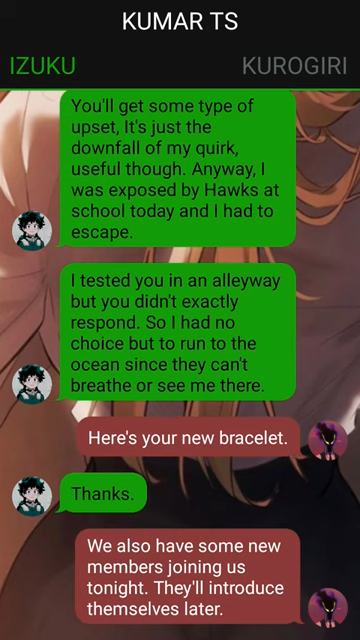 KUMAR TS
IZUKU
KUROGIRI
You'll get some type of
upset, It's just the
downfall of my quirk,
useful though. Anyway, I
was exposed by Hawks at
school today and I had to
escape.
I tested you in an alleyway
but you didn't exactly
respond. So I had no
choice but to run to the
ocean since they can't
breathe or see me there.
Here's your new bracelet.
Thanks.
We also have some new
members joining us
tonight. They'll introduce
themselves later.